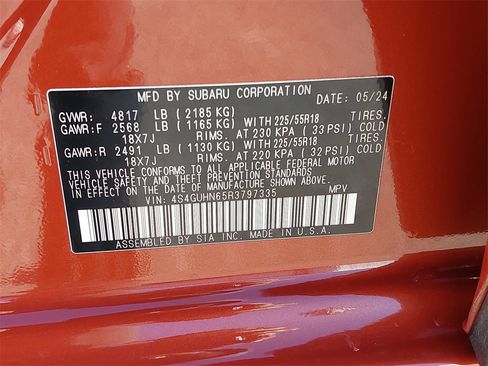 MFD BY SUBARU CORPORATION DATE: 05/24
GVWR: 4817 LB (2185 KG)
GAWR:F 2568 LB (1165 KG) WITH 225/55R18 TIRES.
18X7J RIMS. AT 230 KPA (33 PSI) COLD
GAWR:R 2491 LB (1130 KG) WITH 225/55R18 TIRES.
18X7J RIMS. AT 220 KPA (32 PSI) COLD
THIS VEHICLE CONFORMS TO ALL APPLICABLE FEDERAL MOTOR
VEHICLE SAFETY AND THEFT PREVENTION STANDARDS
IN EFFECT ON THE DATE OF MANUFACTURE SHOWN ABOVE.
VIN: 4S4GUHN65R3797335 MPV
ASSEMBLED BY SIA INC. MADE IN U.S.A.